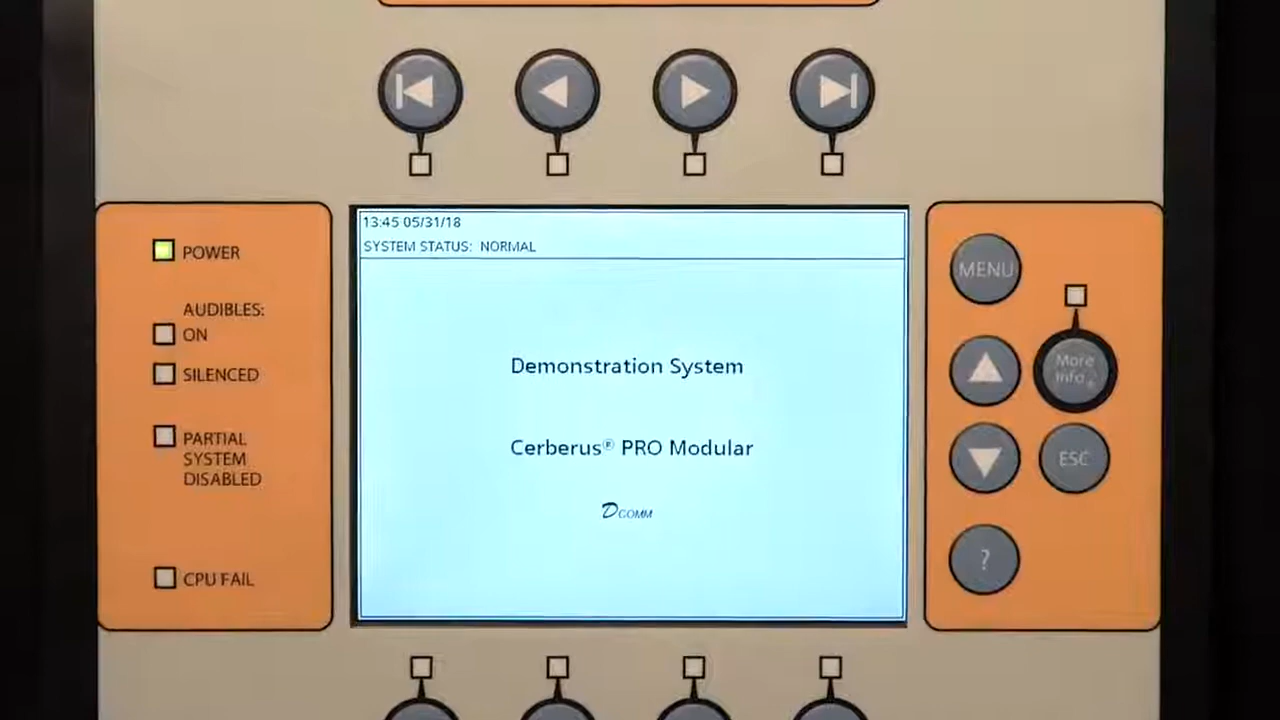 13:45 05/31/18
SYSTEM STATUS: NORMAL
Demonstration System
Cerberus® PRO Modular
DCOMM
POWER
AUDIBLES:
ON
SILENCED
PARTIAL
SYSTEM
DISABLED
CPU FAIL
MENU
More
Info
ESC
?